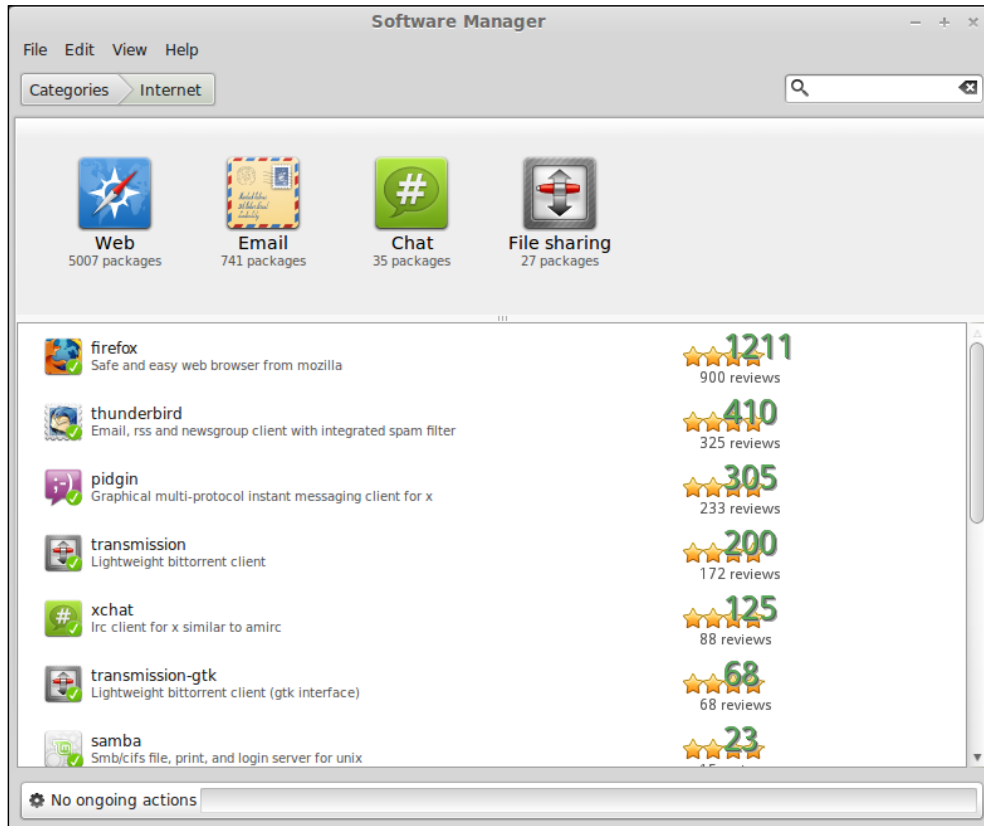 Software Manager
File Edit View Help
Categories Internet
Web
5007 packages
Email
741 packages
Chat
35 packages
File sharing
27 packages
firefox
Safe and easy web browser from mozilla
1211
900 reviews
thunderbird
Email, rss and newsgroup client with integrated spam filter
410
325 reviews
pidgin
Graphical multi-protocol instant messaging client for x
305
233 reviews
transmission
Lightweight bittorrent client
200
172 reviews
xchat
Irc client for x similar to amirc
125
88 reviews
transmission-gtk
Lightweight bittorrent client (gtk interface)
68
68 reviews
samba
Smb/cifs file, print, and login server for unix
23
No ongoing actions